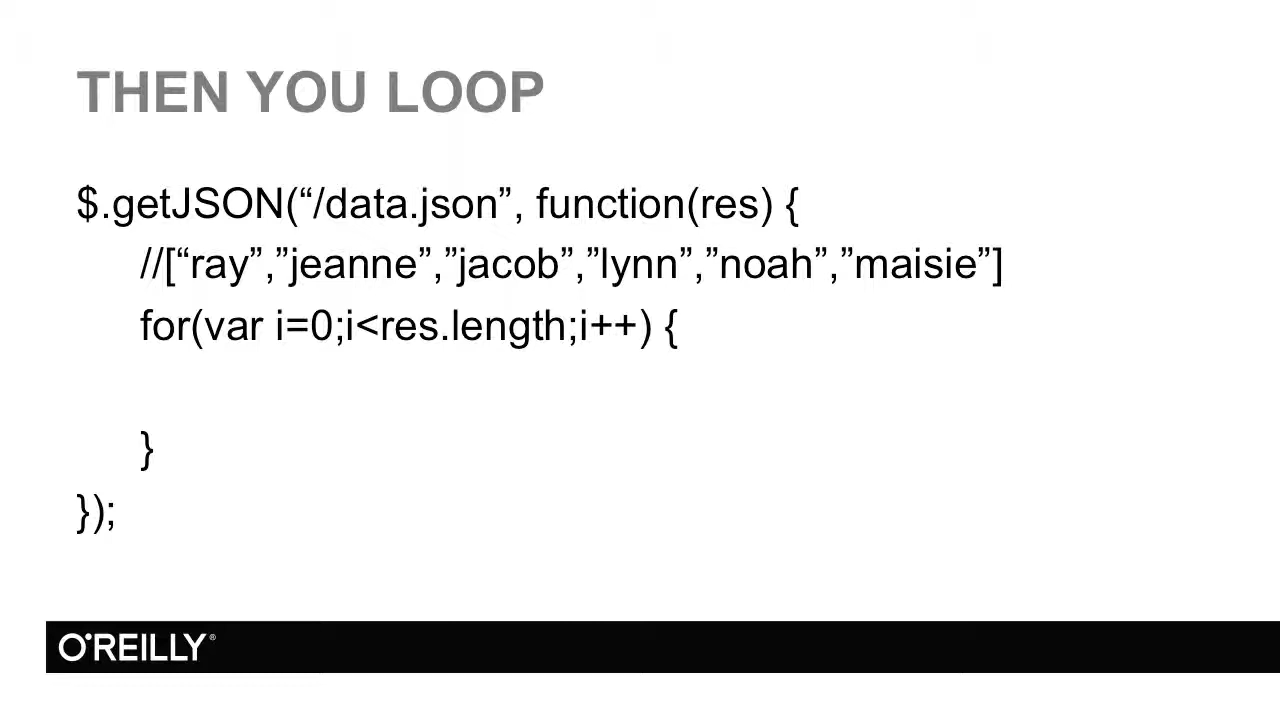 THEN YOU LOOP
$.getJSON(“/data.json”, function(res) {
//[“ray”,”jeanne”,”jacob”,”lynn”,”noah”,”maisie”]
for(var i=0;i<res.length;i++) {
}
});
O'REILLY®